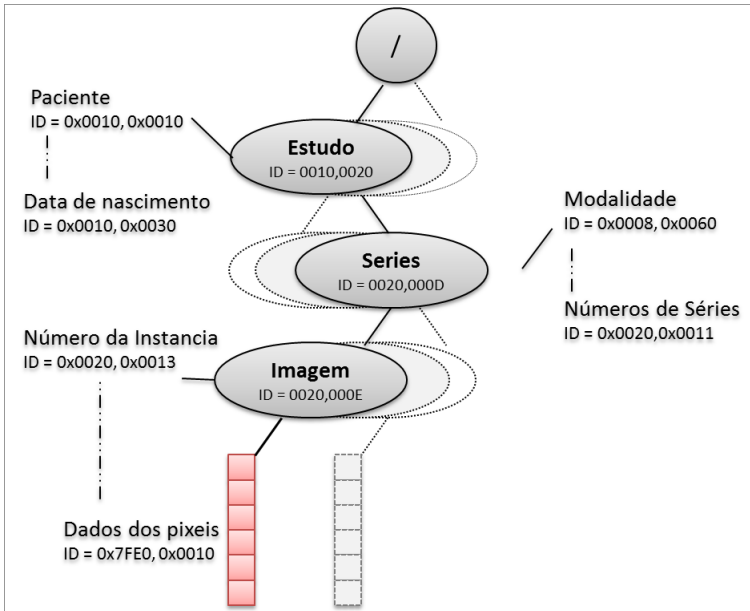 /
Paciente
ID = 0x0010, 0x0010
Estudo
ID = 0010,0020
Data de nascimento
ID = 0x0010, 0x0030
Modalidade
ID = 0x0008, 0x0060
Series
ID = 0020,000D
Números de Séries
ID = 0x0020,0x0011
Número da Instancia
ID = 0x0020, 0x0013
Imagem
ID = 0020,000E
Dados dos pixeis
ID = 0x7FE0, 0x0010